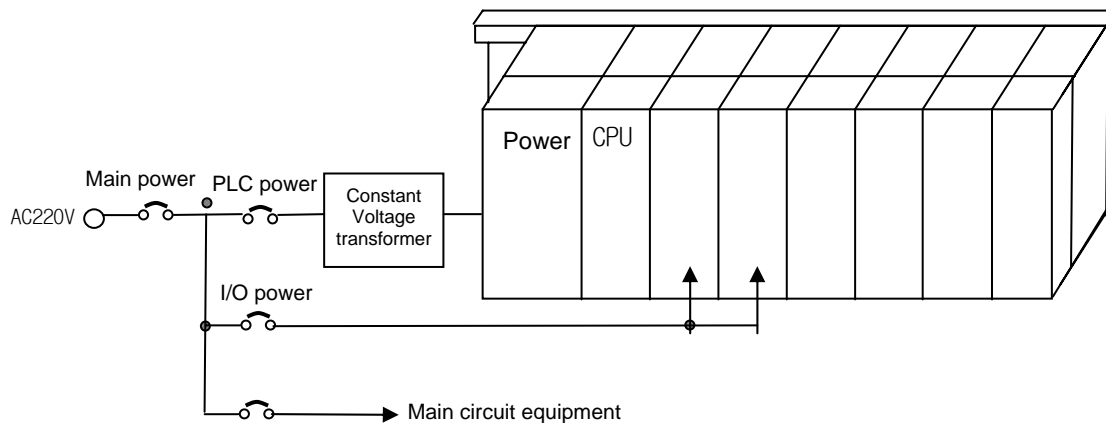 Power
CPU
Main power
PLC power
AC220V
Constant
Voltage
transformer
I/O power
Main circuit equipment